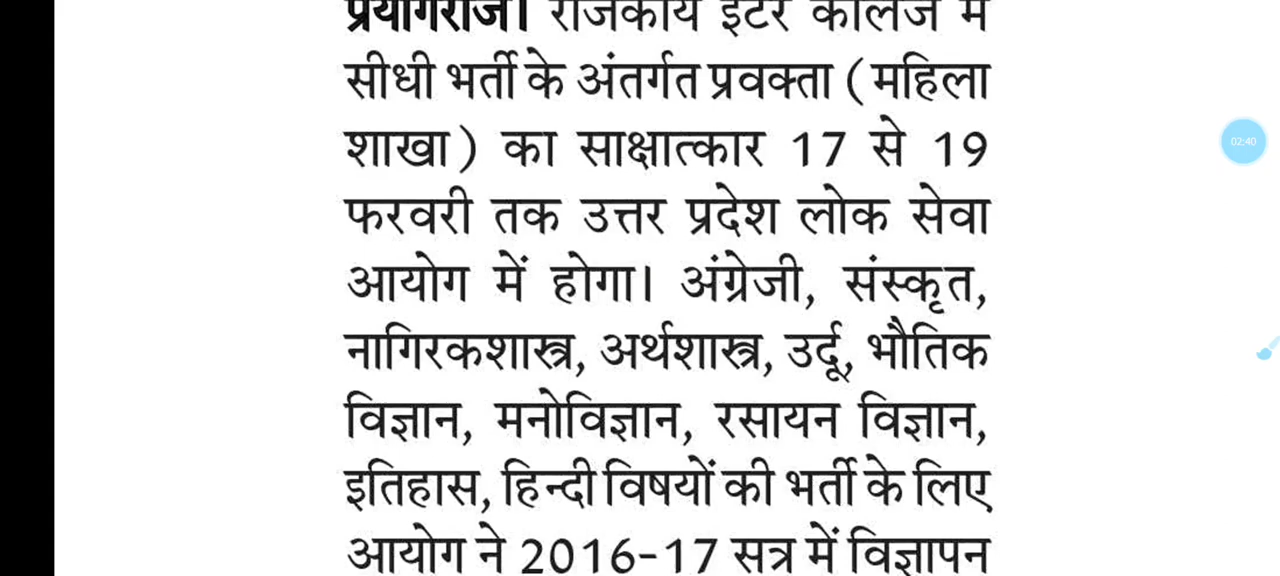 प्रयागराज। राजकीय इंटर कॉलेज में
सीधी भर्ती के अंतर्गत प्रवक्ता (महिला
शाखा) का साक्षात्कार 17 से 19
फरवरी तक उत्तर प्रदेश लोक सेवा
आयोग में होगा। अंग्रेजी, संस्कृत,
नागिरकशास्त्र, अर्थशास्त्र, उर्दू, भौतिक
विज्ञान, मनोविज्ञान, रसायन विज्ञान,
इतिहास, हिन्दी विषयों की भर्ती के लिए
आयोग ने 2016-17 सत्र में विज्ञापन
02:40